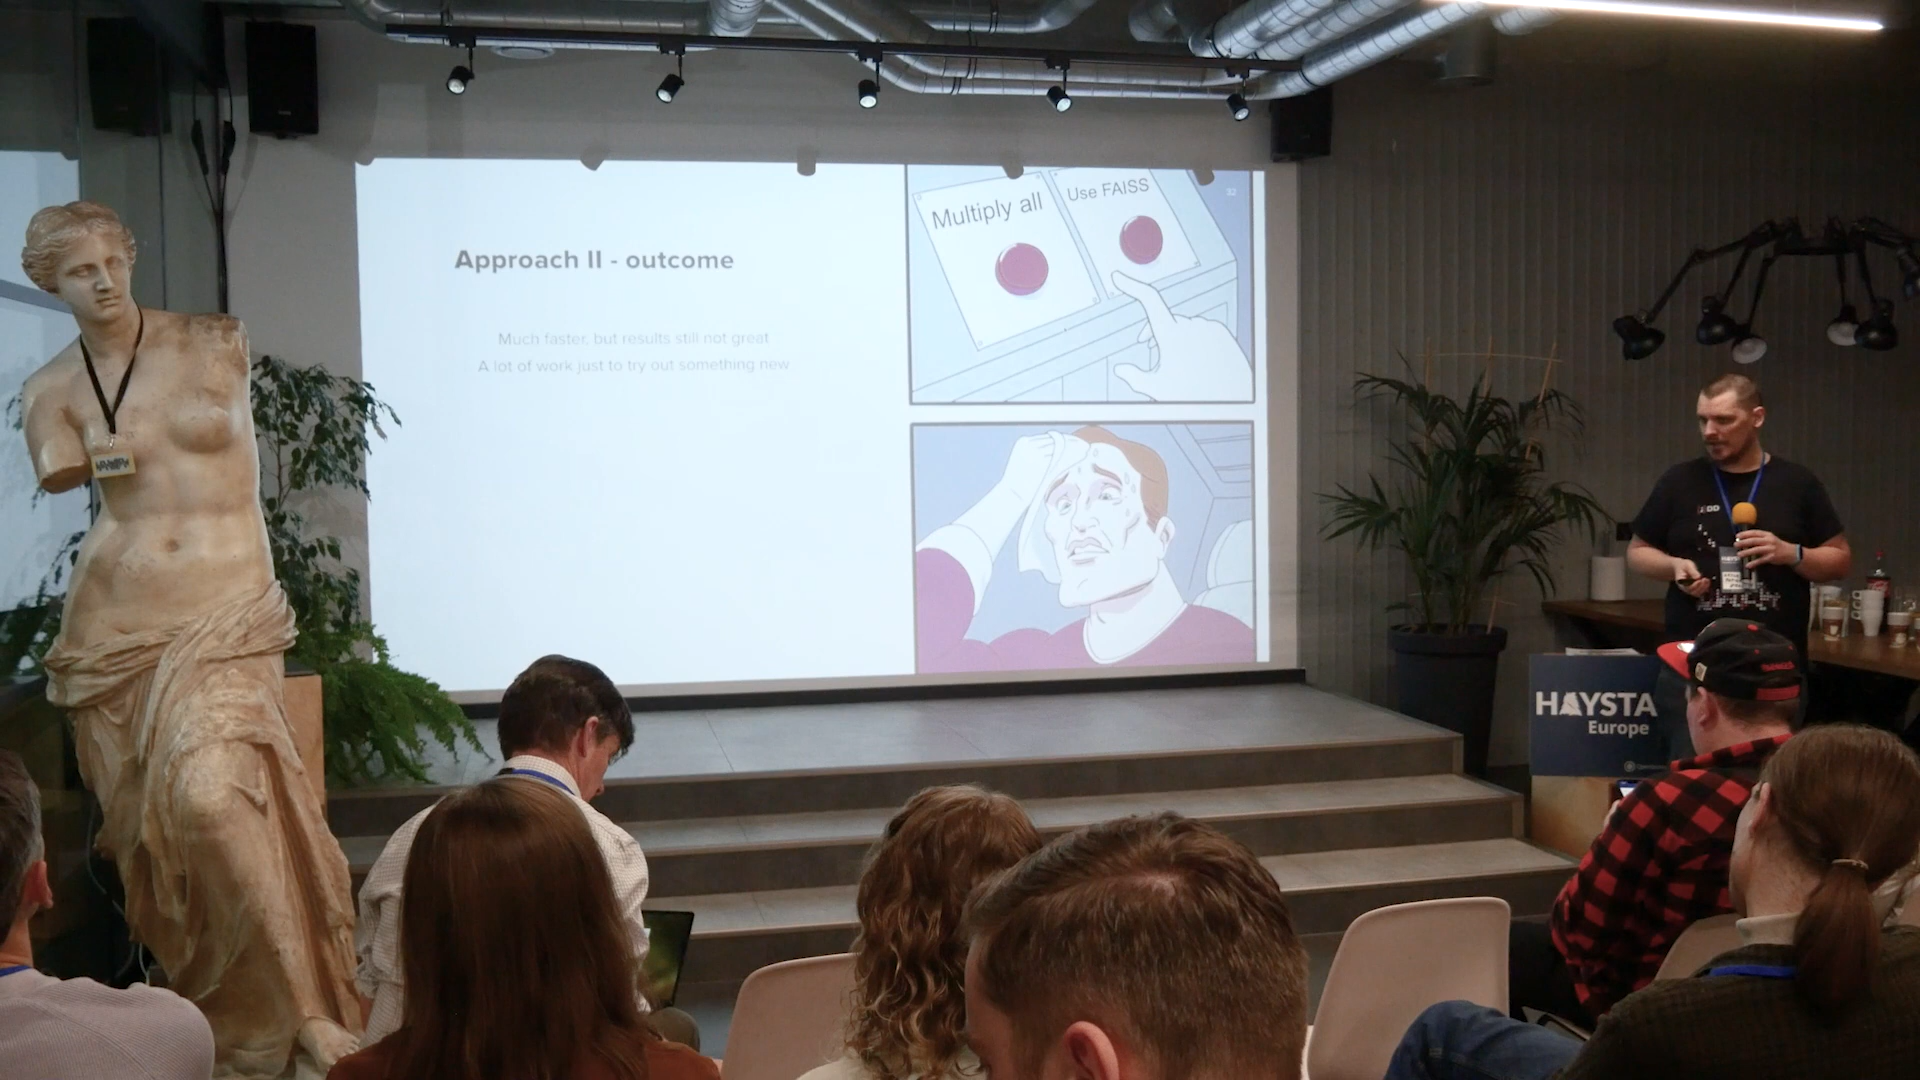 Multiply all
Use FAISS
32
Approach II - outcome
Much faster, but results still not great
A lot of work just to try out something new
HAYSTA
Europe